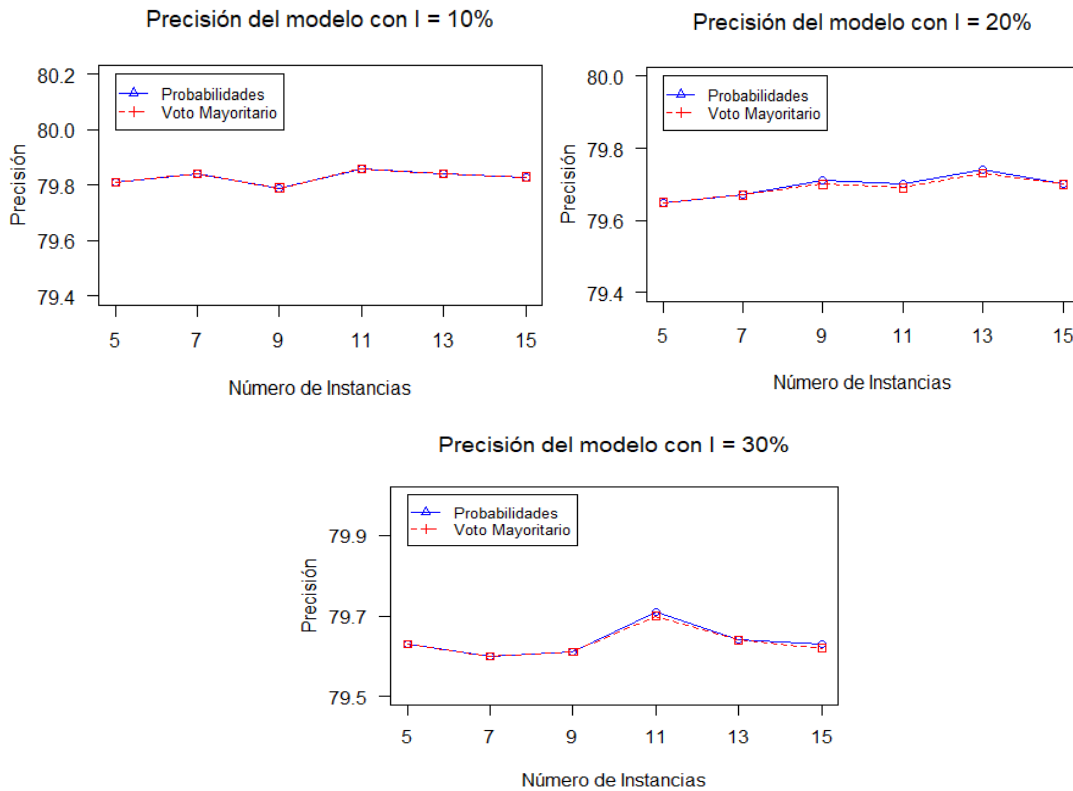 Precisión del modelo con I = 10%
80.2
80.0
79.8
79.6
79.4
Precisión
Probabilidades
Voto Mayoritario
5 7 9 11 13 15
Número de Instancias
Precisión del modelo con I = 20%
80.0
79.8
79.6
79.4
Precisión
Probabilidades
Voto Mayoritario
5 7 9 11 13 15
Número de Instancias
Precisión del modelo con I = 30%
79.9
79.7
79.5
Precisión
Probabilidades
Voto Mayoritario
5 7 9 11 13 15
Número de Instancias